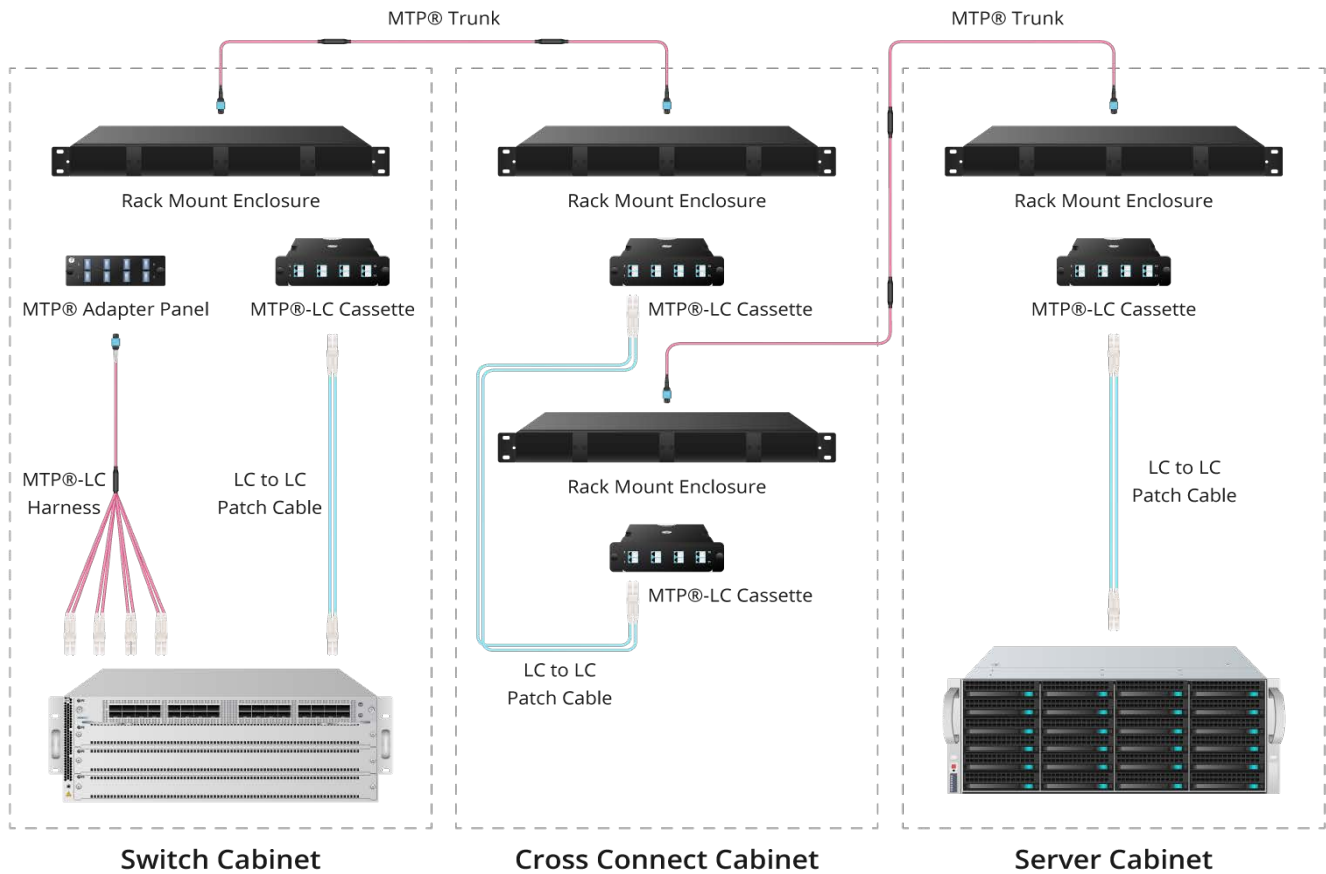 MTP® Trunk
MTP® Trunk
Rack Mount Enclosure
Rack Mount Enclosure
Rack Mount Enclosure
MTP® Adapter Panel
MTP®-LC Cassette
MTP®-LC Cassette
MTP®-LC Cassette
MTP®-LC
Harness
LC to LC
Patch Cable
Rack Mount Enclosure
LC to LC
Patch Cable
MTP®-LC Cassette
LC to LC
Patch Cable
Switch Cabinet
Cross Connect Cabinet
Server Cabinet